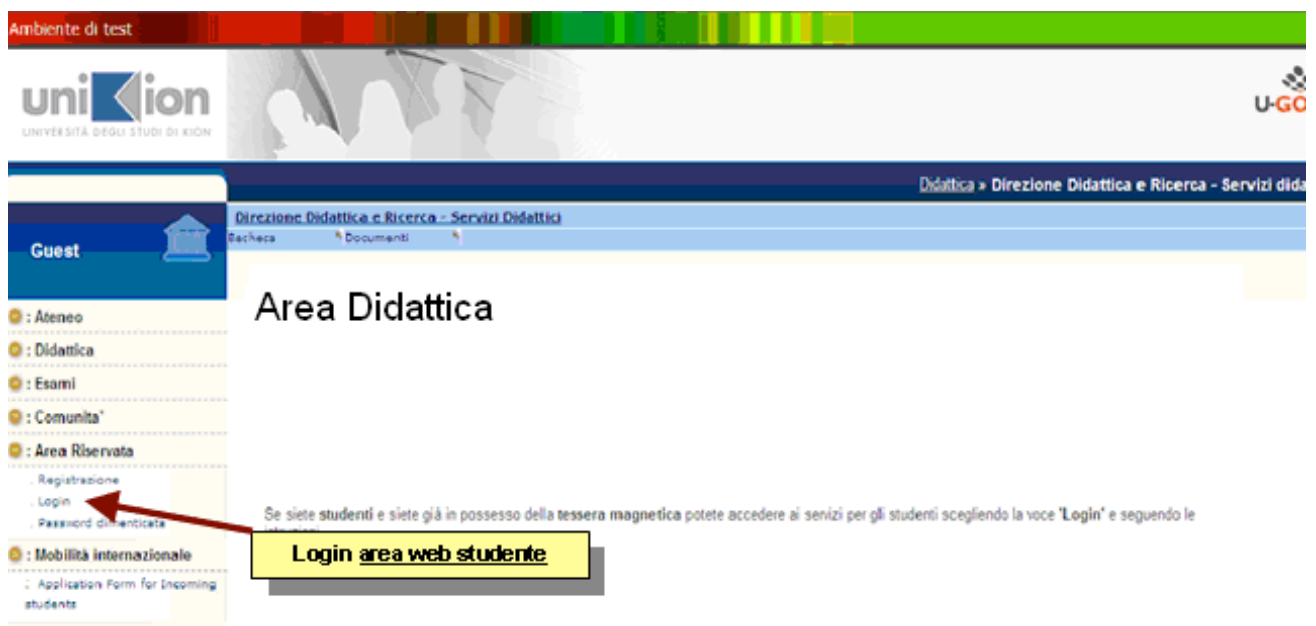 Ambiente di test
uniKion
UNIVERSITÀ DEGLI STUDI DI KION
U-GO
Didattica » Direzione Didattica e Ricerca - Servizi dida
Direzione Didattica e Ricerca - Servizi Didattici
Bacheca Documenti
Guest
Area Didattica
: Ateneo
: Didattica
: Esami
: Comunita'
: Area Riservata
. Registrazione
. Login
. Password dimenticata
Se siete studenti e siete già in possesso della tessera magnetica potete accedere ai servizi per gli studenti scegliendo la voce 'Login' e seguendo le
Login area web studente
: Mobilità internazionale
: Application Form for Incoming
students